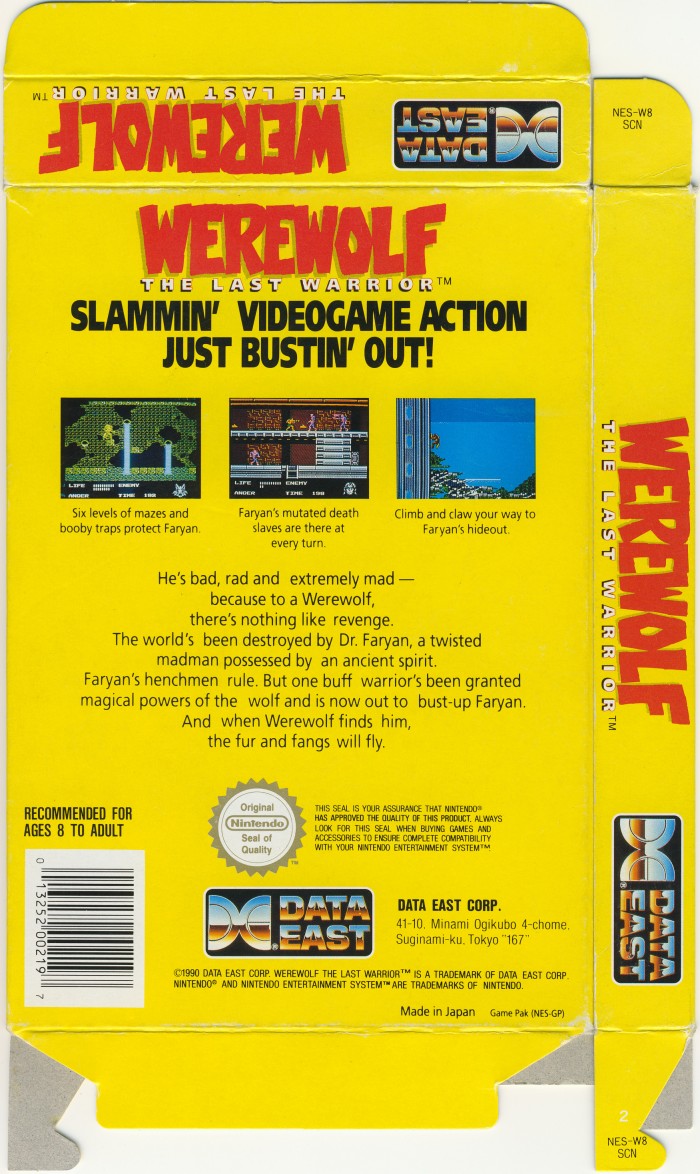 WEREWOLF
THE LAST WARRIOR™
DATA
EAST®
NES-W8
SCN
WEREWOLF
THE LAST WARRIOR™
SLAMMIN' VIDEOGAME ACTION
JUST BUSTIN' OUT!
LIFE ENEMY
ANGER TIME 198
LIFE ENEMY
ANGER TIME 199
Six levels of mazes and
booby traps protect Faryan.
Faryan's mutated death
slaves are there at
every turn.
Climb and claw your way to
Faryan's hideout.
He's bad, rad and extremely mad —
because to a Werewolf,
there's nothing like revenge.
The world's been destroyed by Dr. Faryan, a twisted
madman possessed by an ancient spirit.
Faryan's henchmen rule. But one buff warrior's been granted
magical powers of the wolf and is now out to bust-up Faryan.
And when Werewolf finds him,
the fur and fangs will fly.
RECOMMENDED FOR
AGES 8 TO ADULT
Original
Nintendo
Seal of
Quality
™
THIS SEAL IS YOUR ASSURANCE THAT NINTENDO®
HAS APPROVED THE QUALITY OF THIS PRODUCT. ALWAYS
LOOK FOR THIS SEAL WHEN BUYING GAMES AND
ACCESSORIES TO ENSURE COMPLETE COMPATIBILITY
WITH YOUR NINTENDO ENTERTAINMENT SYSTEM™
0 13252 00219 7
DATA
EAST®
DATA EAST CORP.
41-10, Minami Ogikubo 4-chome,
Suginami-ku, Tokyo "167"
©1990 DATA EAST CORP. WEREWOLF THE LAST WARRIOR™ IS A TRADEMARK OF DATA EAST CORP.
NINTENDO® AND NINTENDO ENTERTAINMENT SYSTEM™ ARE TRADEMARKS OF NINTENDO.
Made in Japan Game Pak (NES-GP)
WEREWOLF
THE LAST WARRIOR™
DATA
EAST®
2
NES-W8
SCN